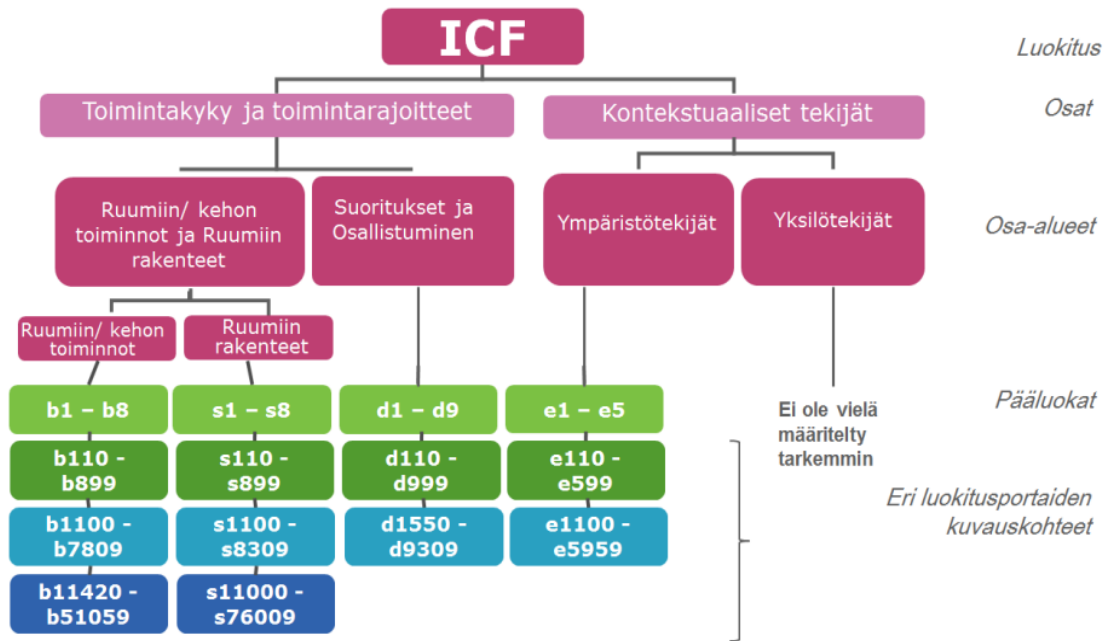 ICF
Luokitus
Toimintakyky ja toimintarajoitteet
Kontekstuaaliset tekijät
Osat
Ruumiin/ kehon
toiminnot ja Ruumiin
rakenteet
Suoritukset ja
Osallistuminen
Ympäristötekijät
Yksilötekijät
Osa-alueet
Ruumiin/ kehon
toiminnot
Ruumiin
rakenteet
b1 – b8
s1 – s8
d1 – d9
e1 – e5
Ei ole vielä
määritelty
tarkemmin
Pääluokat
b110 -
b899
s110 -
s899
d110 -
d999
e110 -
e599
Eri luokitusportaiden
kuvauskohteet
b1100 -
b7809
s1100 -
s8309
d1550 -
d9309
e1100 -
e5959
b11420 -
b51059
s11000 -
s76009